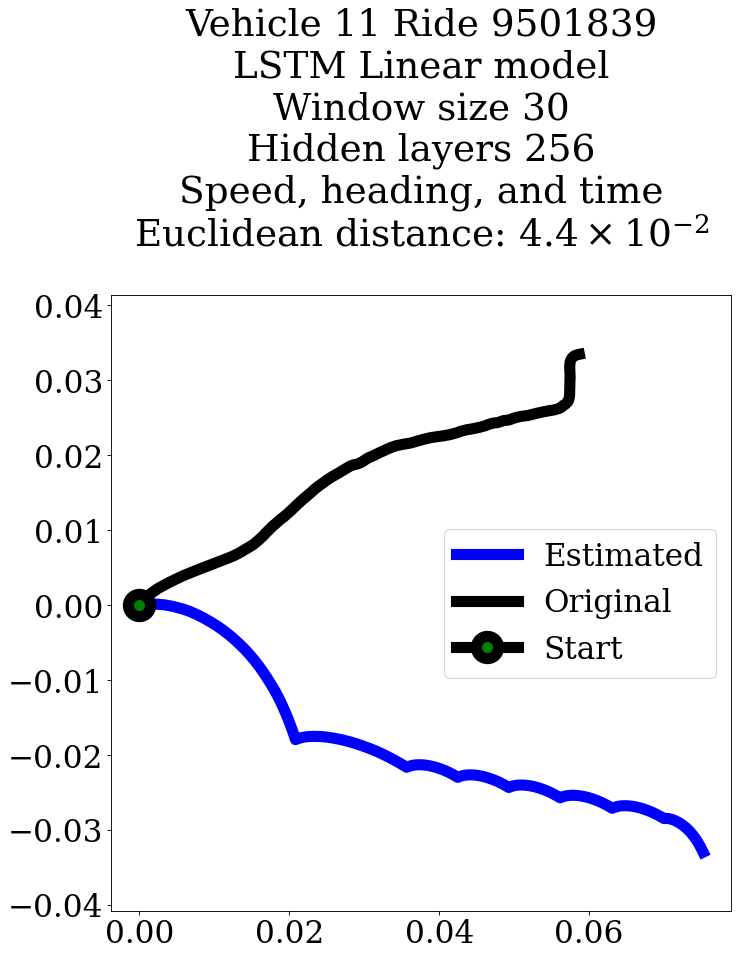 Vehicle 11 Ride 9501839
LSTM Linear model
Window size 30
Hidden layers 256
Speed, heading, and time
Euclidean distance: 4.4 × 10⁻²
0.04
0.03
0.02
0.01
0.00
−0.01
−0.02
−0.03
−0.04
Estimated
Original
Start
0.00 0.02 0.04 0.06